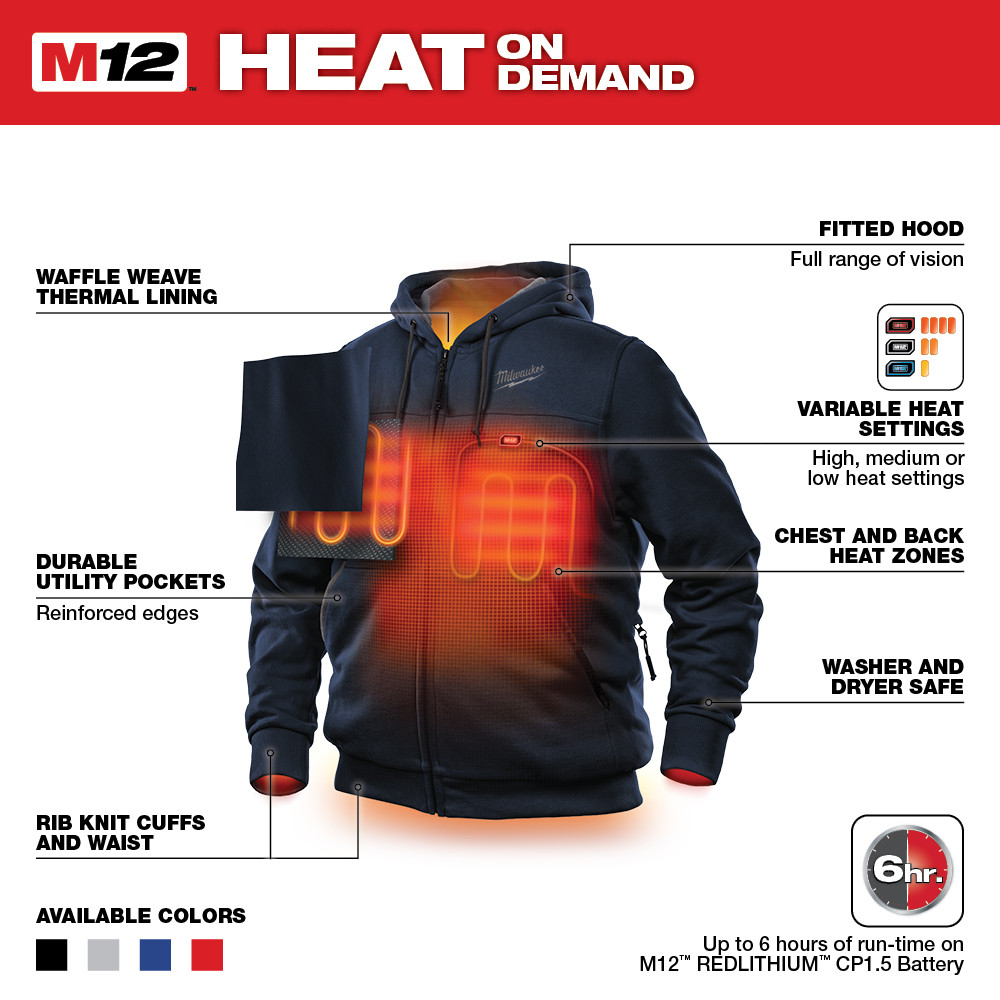 M12™ HEAT ON
DEMAND
FITTED HOOD
Full range of vision
WAFFLE WEAVE
THERMAL LINING
Milwaukee
M12
VARIABLE HEAT
SETTINGS
High, medium or
low heat settings
CHEST AND BACK
HEAT ZONES
DURABLE
UTILITY POCKETS
Reinforced edges
WASHER AND
DRYER SAFE
RIB KNIT CUFFS
AND WAIST
6hr.
AVAILABLE COLORS
Up to 6 hours of run-time on
M12™ REDLITHIUM™ CP1.5 Battery